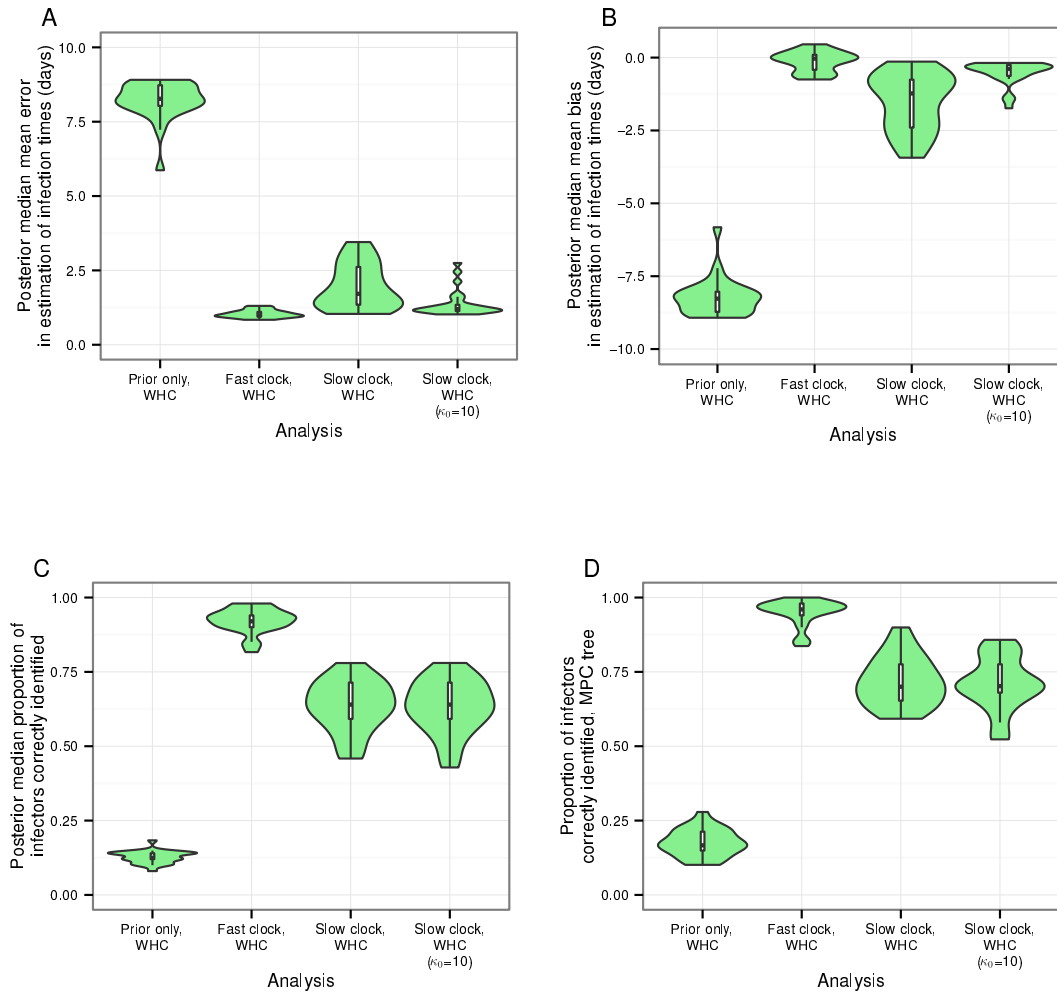 A
Posterior median mean error
in estimation of infection times (days)
10.0
7.5
5.0
2.5
0.0
Prior only,
WHC
Fast clock,
WHC
Slow clock,
WHC
Slow clock,
WHC
(κ₀=10)
Analysis
B
Posterior median mean bias
in estimation of infection times (days)
0.0
−2.5
−5.0
−7.5
−10.0
Prior only,
WHC
Fast clock,
WHC
Slow clock,
WHC
Slow clock,
WHC
(κ₀=10)
Analysis
C
Posterior median proportion of
infectors correctly identified
1.00
0.75
0.50
0.25
0.00
Prior only,
WHC
Fast clock,
WHC
Slow clock,
WHC
Slow clock,
WHC
(κ₀=10)
Analysis
D
Proportion of infectors
correctly identified, MPC tree
1.00
0.75
0.50
0.25
0.00
Prior only,
WHC
Fast clock,
WHC
Slow clock,
WHC
Slow clock,
WHC
(κ₀=10)
Analysis